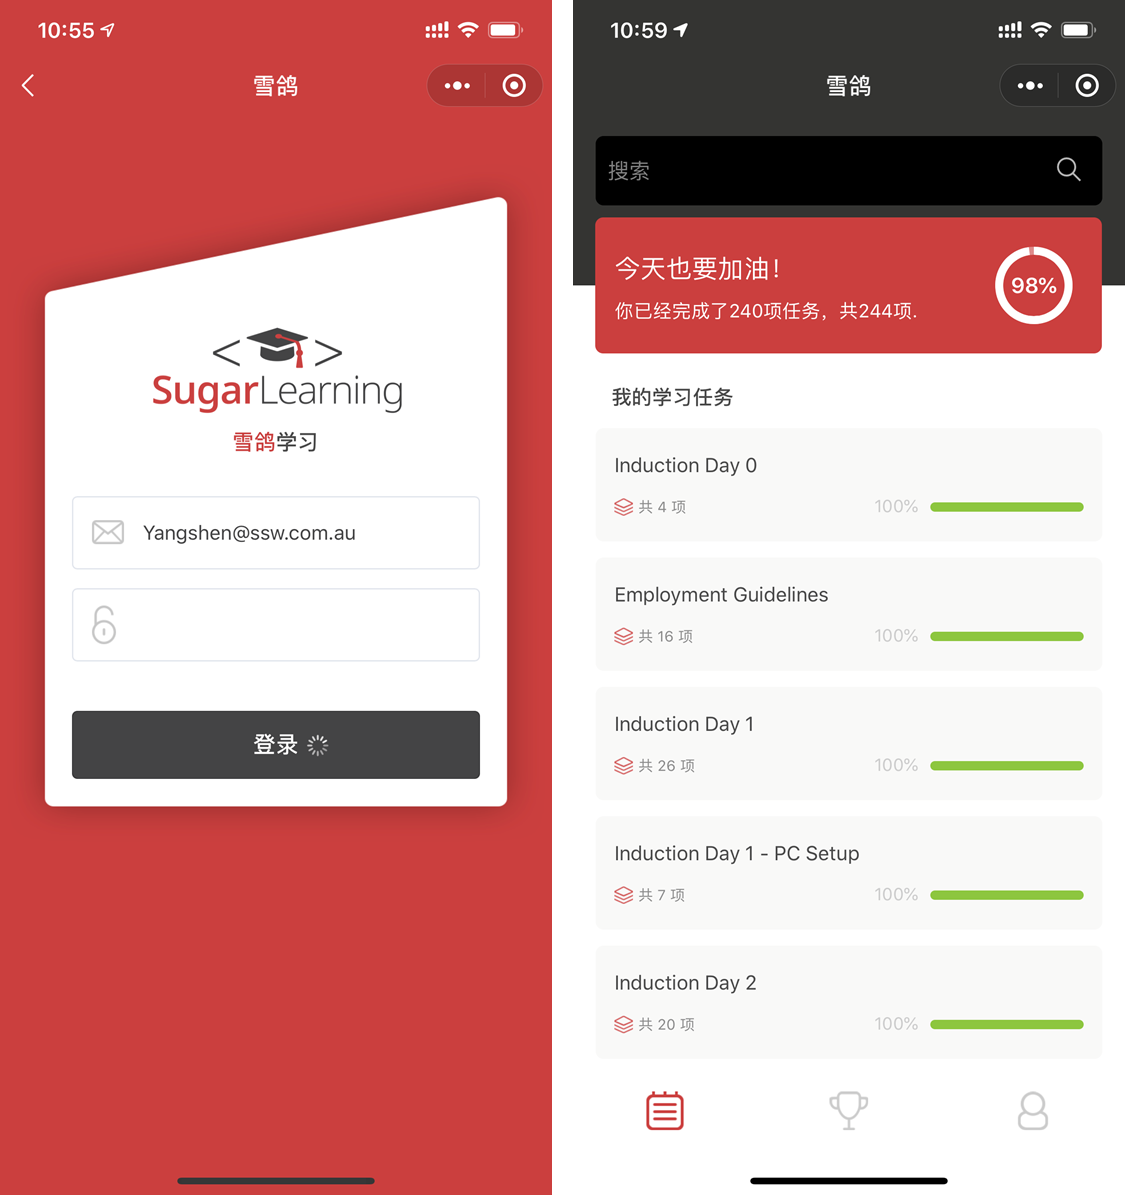 10:55
雪鸽
SugarLearning
雪鸽学习
Yangshen@ssw.com.au
登录
10:59
雪鸽
搜索
今天也要加油！
98%
你已经完成了240项任务，共244项.
我的学习任务
Induction Day 0
共 4 项 100%
Employment Guidelines
共 16 项 100%
Induction Day 1
共 26 项 100%
Induction Day 1 - PC Setup
共 7 项 100%
Induction Day 2
共 20 项 100%